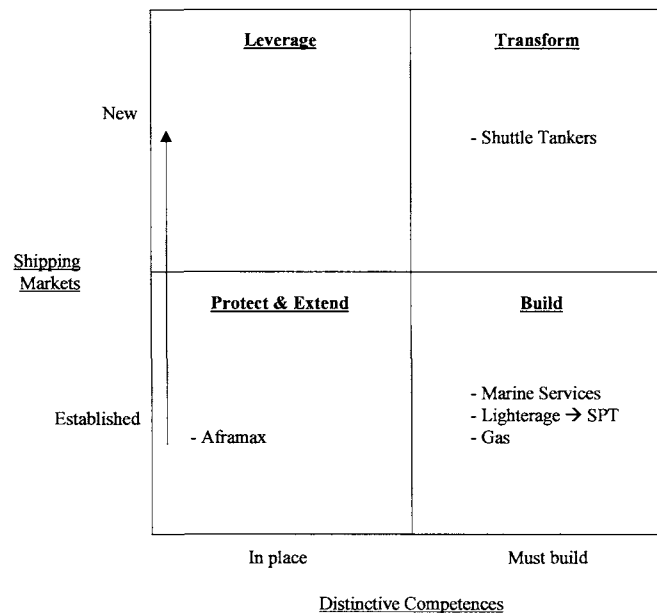 Leverage
Transform
New
- Shuttle Tankers
Shipping
Markets
Protect & Extend
Build
Established
- Aframax
- Marine Services
- Lighterage → SPT
- Gas
In place
Must build
Distinctive Competences